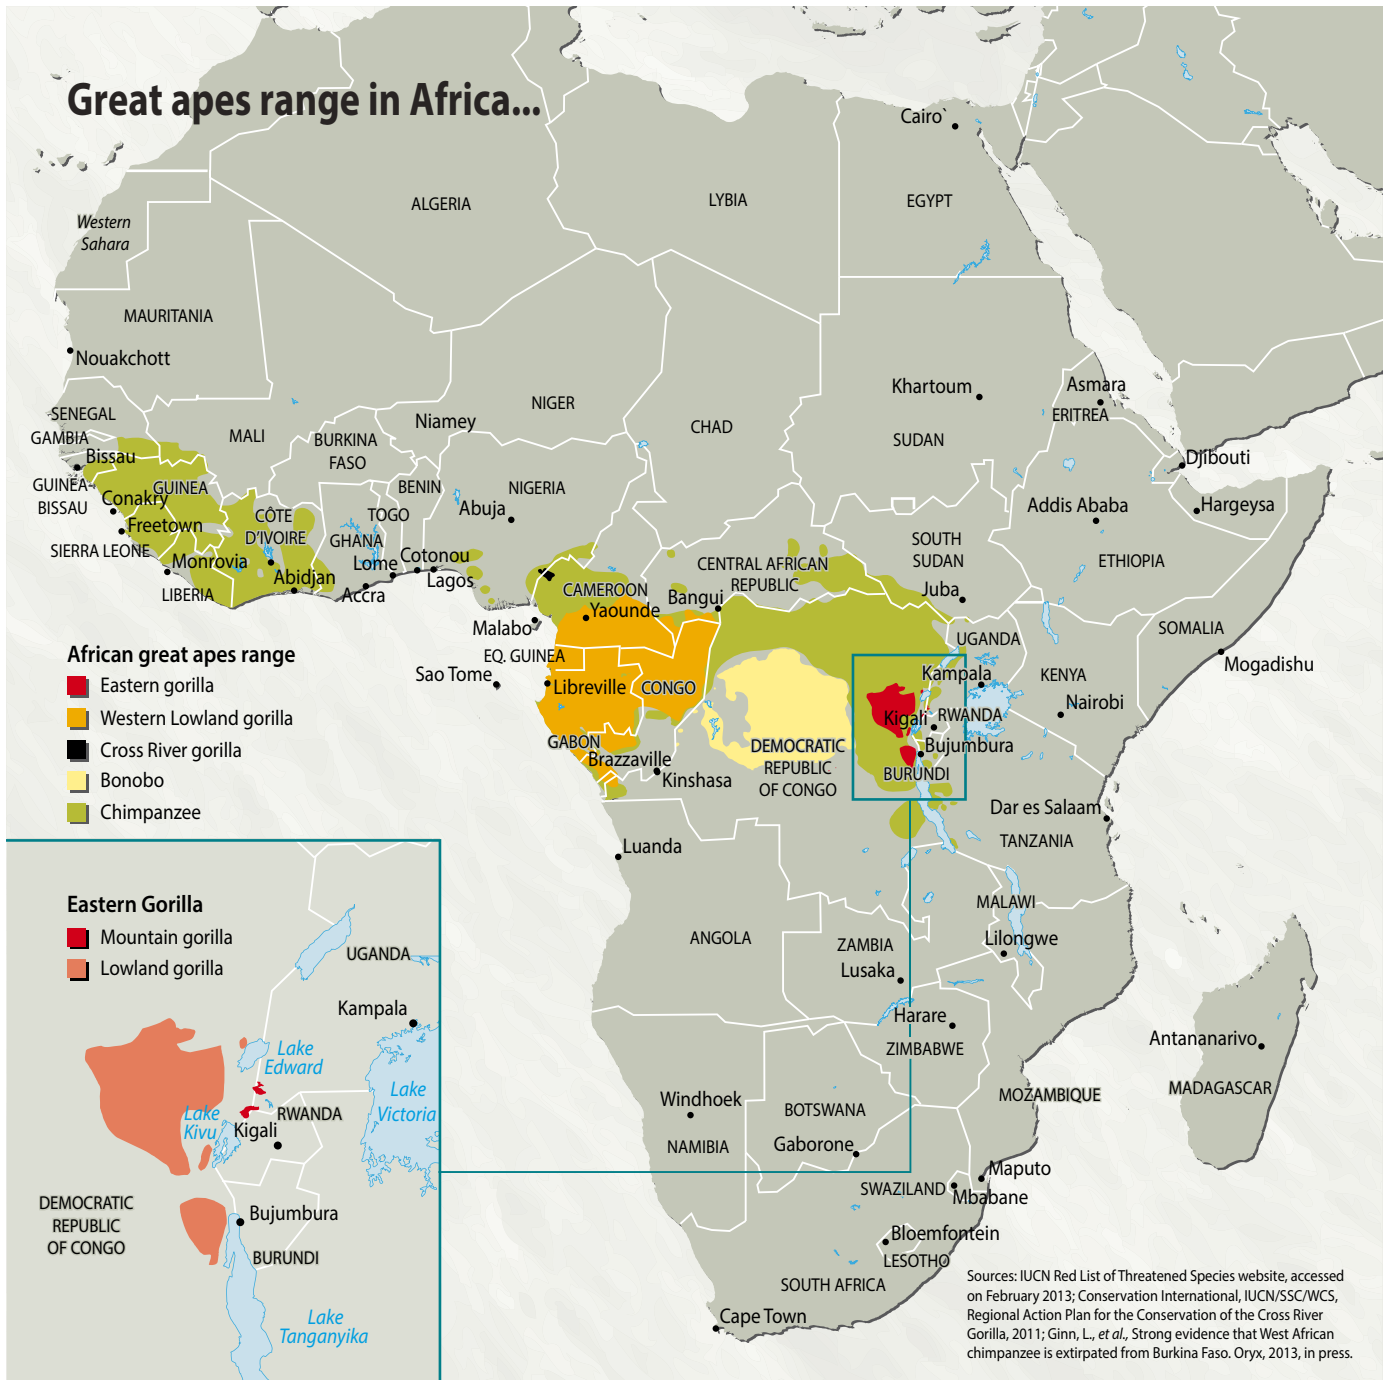 Great apes range in Africa...
Cairo`
ALGERIA
LYBIA
EGYPT
Western
Sahara
MAURITANIA
Nouakchott
Khartoum
Asmara
ERITREA
SENEGAL
GAMBIA
Bissau
GUINEA-
BISSAU
MALI
BURKINA
FASO
Niamey
NIGER
CHAD
SUDAN
Djibouti
GUINEA
Conakry
Freetown
SIERRA LEONE
Monrovia
LIBERIA
CÔTE
D'IVOIRE
Abidjan
GHANA
Accra
TOGO
Lome
BENIN
Cotonou
Lagos
NIGERIA
Abuja
Addis Ababa
Hargeysa
ETHIOPIA
SOUTH
SUDAN
Juba
CENTRAL AFRICAN
REPUBLIC
Bangui
CAMEROON
Yaounde
Malabo
EQ. GUINEA
Sao Tome
Libreville
CONGO
GABON
Brazzaville
Kinshasa
DEMOCRATIC
REPUBLIC
OF CONGO
UGANDA
Kampala
KENYA
Nairobi
SOMALIA
Mogadishu
Kigali
RWANDA
Bujumbura
BURUNDI
Dar es Salaam
TANZANIA
African great apes range
Eastern gorilla
Western Lowland gorilla
Cross River gorilla
Bonobo
Chimpanzee
Luanda
ANGOLA
ZAMBIA
Lusaka
MALAWI
Lilongwe
Harare
ZIMBABWE
MOZAMBIQUE
Antananarivo
MADAGASCAR
Windhoek
NAMIBIA
BOTSWANA
Gaborone
Maputo
SWAZILAND
Mbabane
Bloemfontein
LESOTHO
SOUTH AFRICA
Cape Town
Eastern Gorilla
Mountain gorilla
Lowland gorilla
UGANDA
Kampala
Lake
Edward
Lake
Victoria
Lake
Kivu
RWANDA
Kigali
DEMOCRATIC
REPUBLIC
OF CONGO
Bujumbura
BURUNDI
Lake
Tanganyika
Sources: IUCN Red List of Threatened Species website, accessed
on February 2013; Conservation International, IUCN/SSC/WCS,
Regional Action Plan for the Conservation of the Cross River
Gorilla, 2011; Ginn, L., et al., Strong evidence that West African
chimpanzee is extirpated from Burkina Faso. Oryx, 2013, in press.